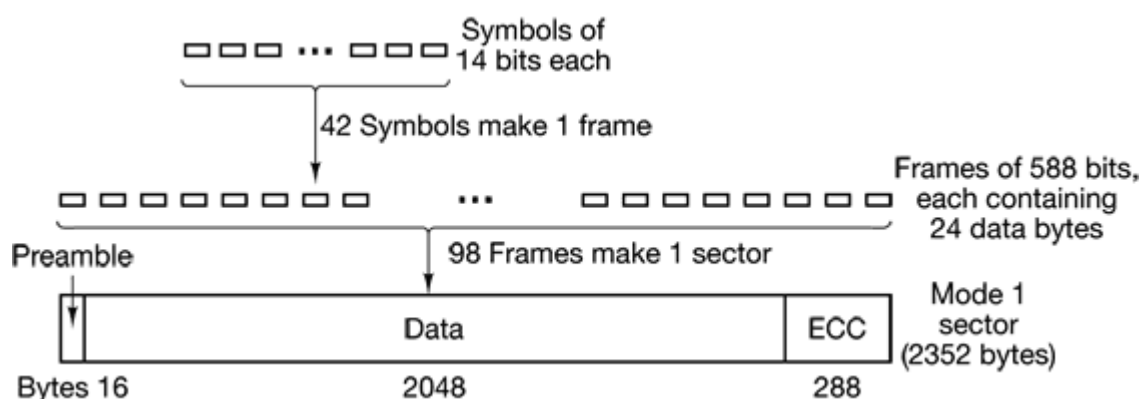 Symbols of
14 bits each
42 Symbols make 1 frame
Frames of 588 bits,
each containing
24 data bytes
98 Frames make 1 sector
Preamble
Data
ECC
Mode 1
sector
(2352 bytes)
Bytes 16
2048
288